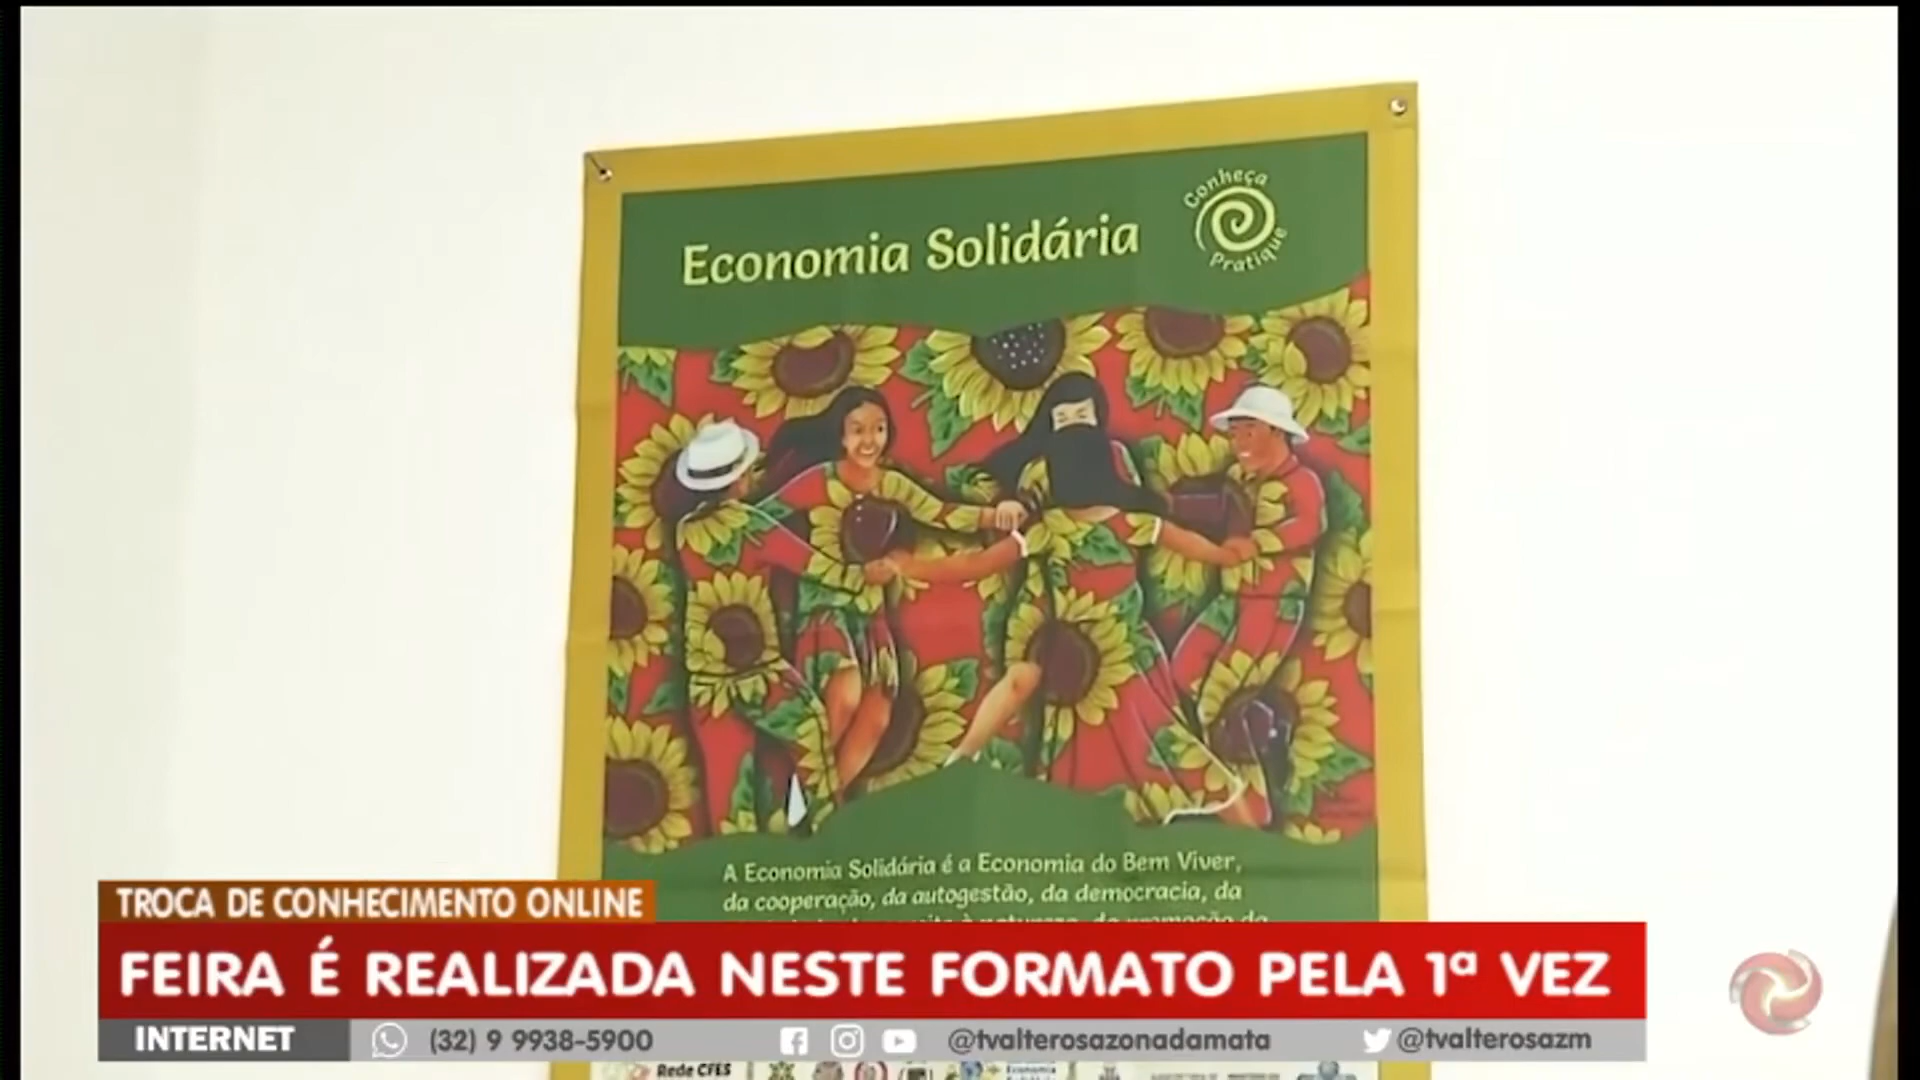 Economia Solidária
Conheça
Pratique
A Economia Solidária é a Economia do Bem Viver,
da cooperação, da autogestão, da democracia, da
TROCA DE CONHECIMENTO ONLINE
FEIRA É REALIZADA NESTE FORMATO PELA 1ª VEZ
INTERNET (32) 9 9938-5900 @tvalterosazonadamata @tvalterosazm
Rede CFES